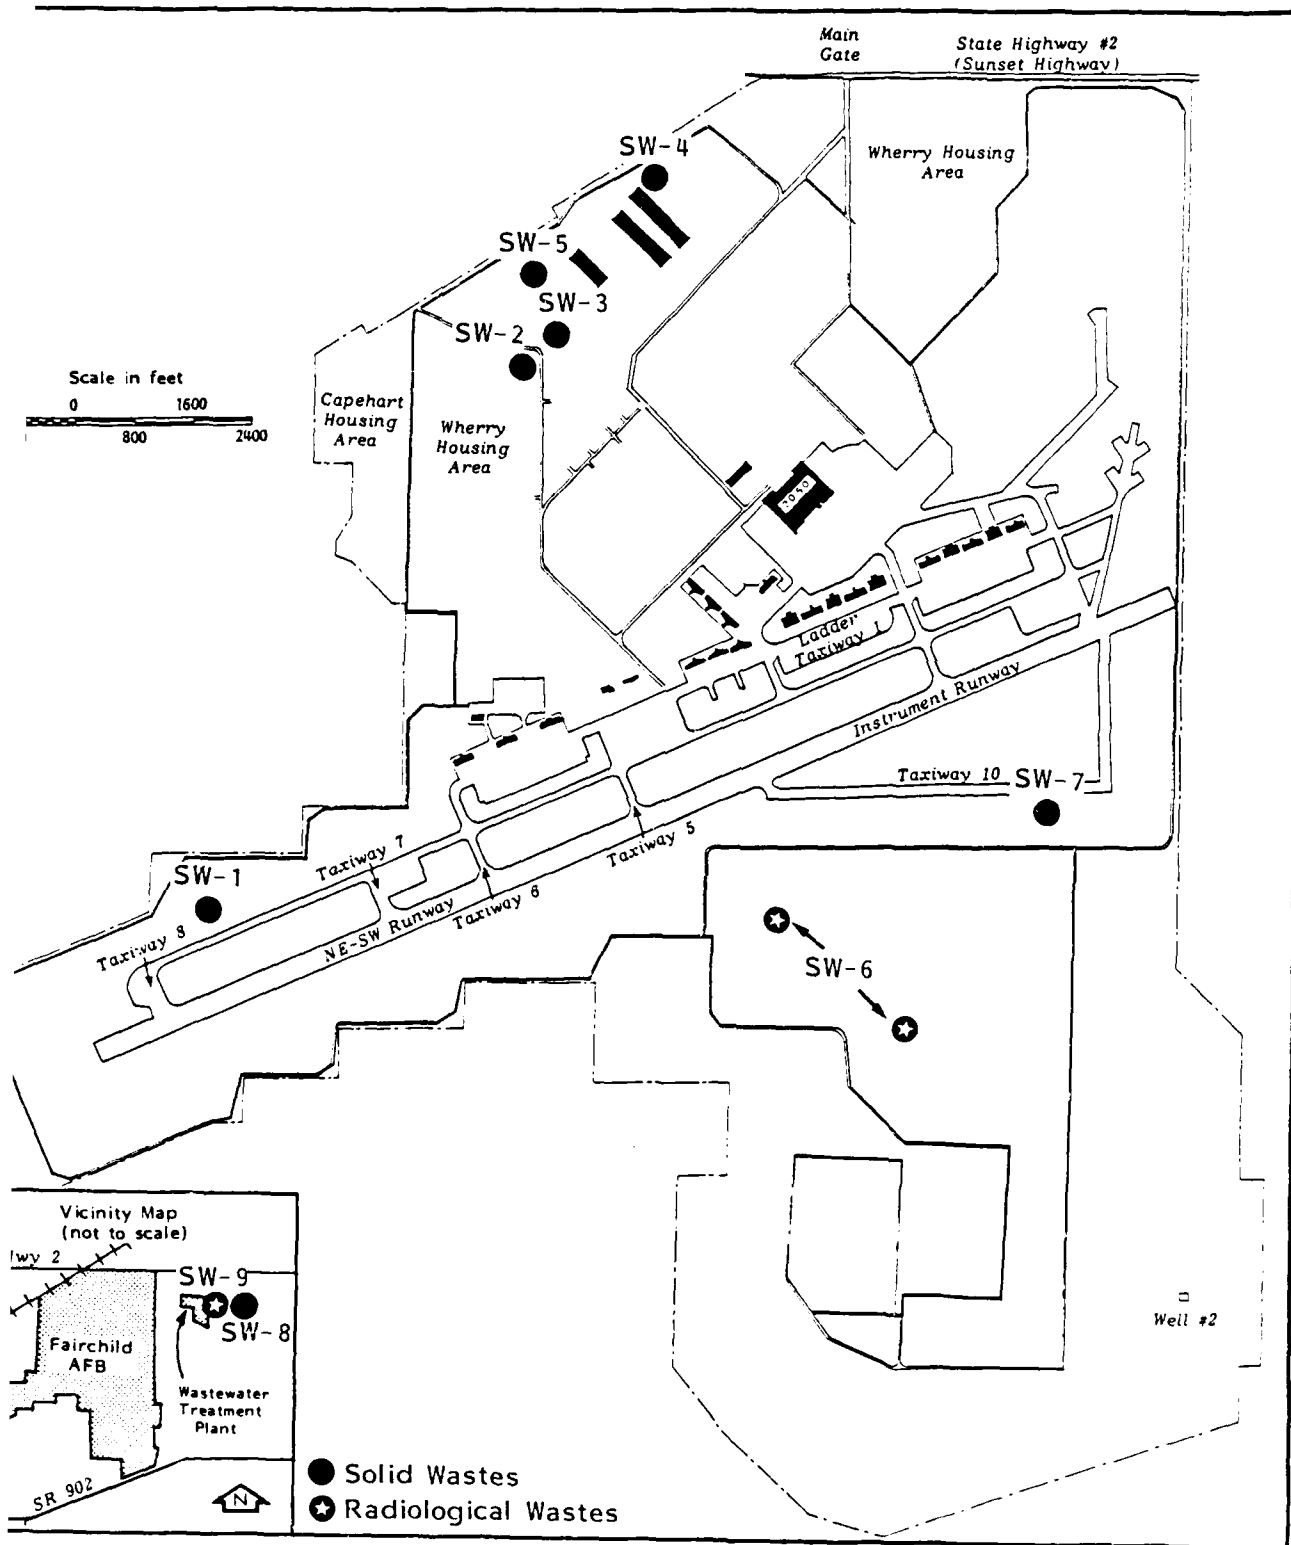 Main
Gate
State Highway #2
(Sunset Highway)
SW-4
Wherry Housing
Area
SW-5
SW-3
SW-2
Scale in feet
0 1600
800 2400
Capehart
Housing
Area
Wherry
Housing
Area
2050
Ladder
Taxiway 1
Instrument Runway
Taxiway 10
SW-7
Taxiway 5
Taxiway 7
SW-1
Taxiway 6
NE-SW Runway
Taxiway 8
SW-6
Vicinity Map
(not to scale)
lwy 2
SW-9
SW-8
Fairchild
AFB
Wastewater
Treatment
Plant
SR 902
N
Well #2
Solid Wastes
Radiological Wastes